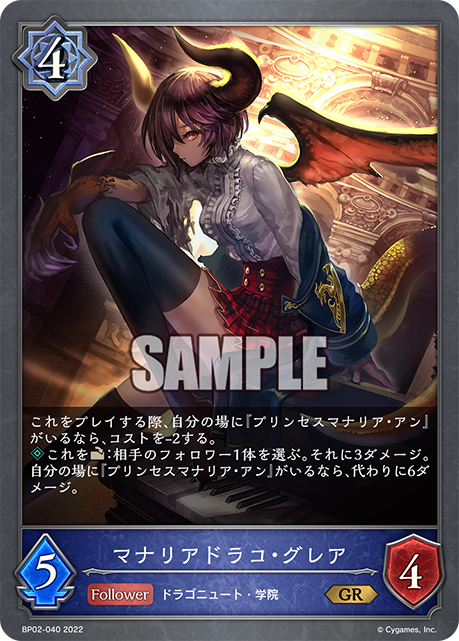 4
SAMPLE
これをプレイする際、自分の場に『プリンセスマナリア・アン』
がいるなら、コストを-2する。
これを:相手のフォロワー1体を選ぶ。それに3ダメージ。
自分の場に『プリンセスマナリア・アン』がいるなら、代わりに6ダ
メージ。
マナリアドラコ・グレア
5
Follower
ドラゴニュート・学院
GR
4
BP02-040 2022
© Cygames, Inc.